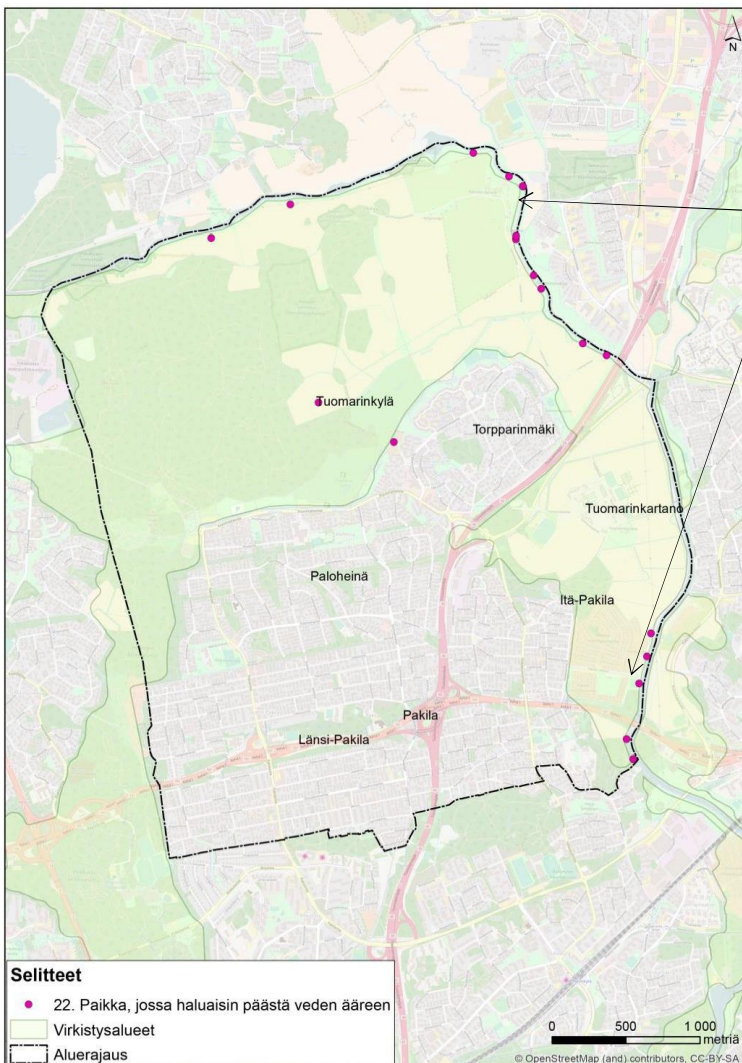 N
Tuomarinkylä
Torpparinmäki
Tuomarinkartano
Paloheinä
Itä-Pakila
Pakila
Länsi-Pakila
Selitteet
22. Paikka, jossa haluaisin päästä veden ääreen
Virkistysalueet
Aluerajaus
0 500 1 000
metriä
© OpenStreetMap (and) contributors, CC-BY-SA